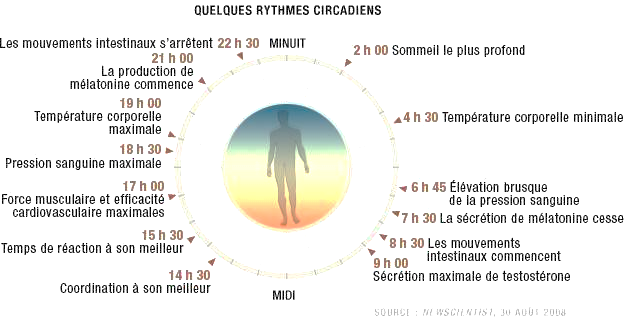 QUELQUES RYTHMES CIRCADIENS
MINUIT
2 h 00 Sommeil le plus profond
4 h 30 Température corporelle minimale
6 h 45 Élévation brusque
de la pression sanguine
7 h 30 La sécrétion de mélatonine cesse
8 h 30 Les mouvements
intestinaux commencent
9 h 00
Sécrétion maximale de testostérone
MIDI
14 h 30
Coordination à son meilleur
15 h 30
Temps de réaction à son meilleur
17 h 00
Force musculaire et efficacité
cardiovasculaire maximales
18 h 30
Pression sanguine maximale
19 h 00
Température corporelle
maximale
21 h 00
La production de
mélatonine commence
Les mouvements intestinaux s'arrêtent 22 h 30
SOURCE : NEWSCIENTIST, 30 AOÛT 2008